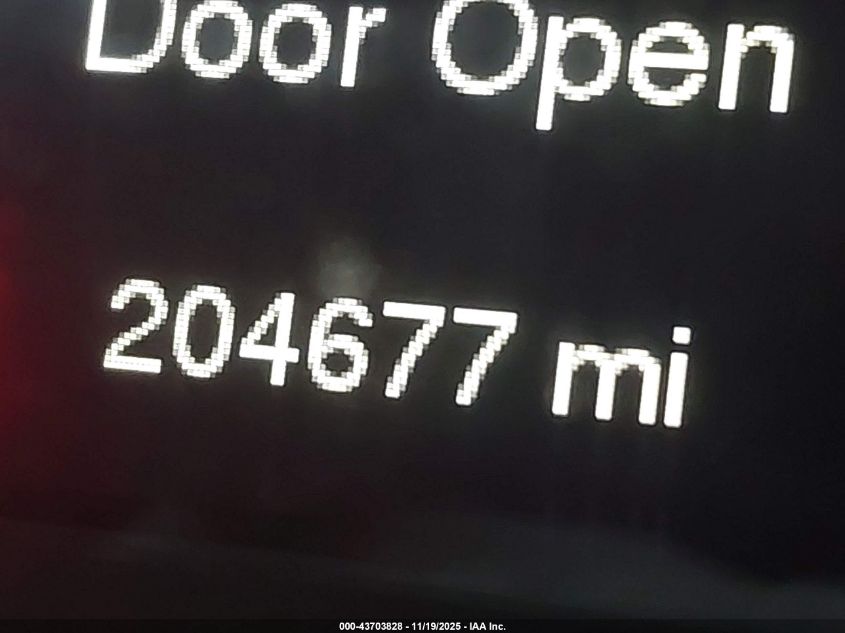 Door Open
204677 mi
000-43703828 - 11/19/2025 - IAA Inc.